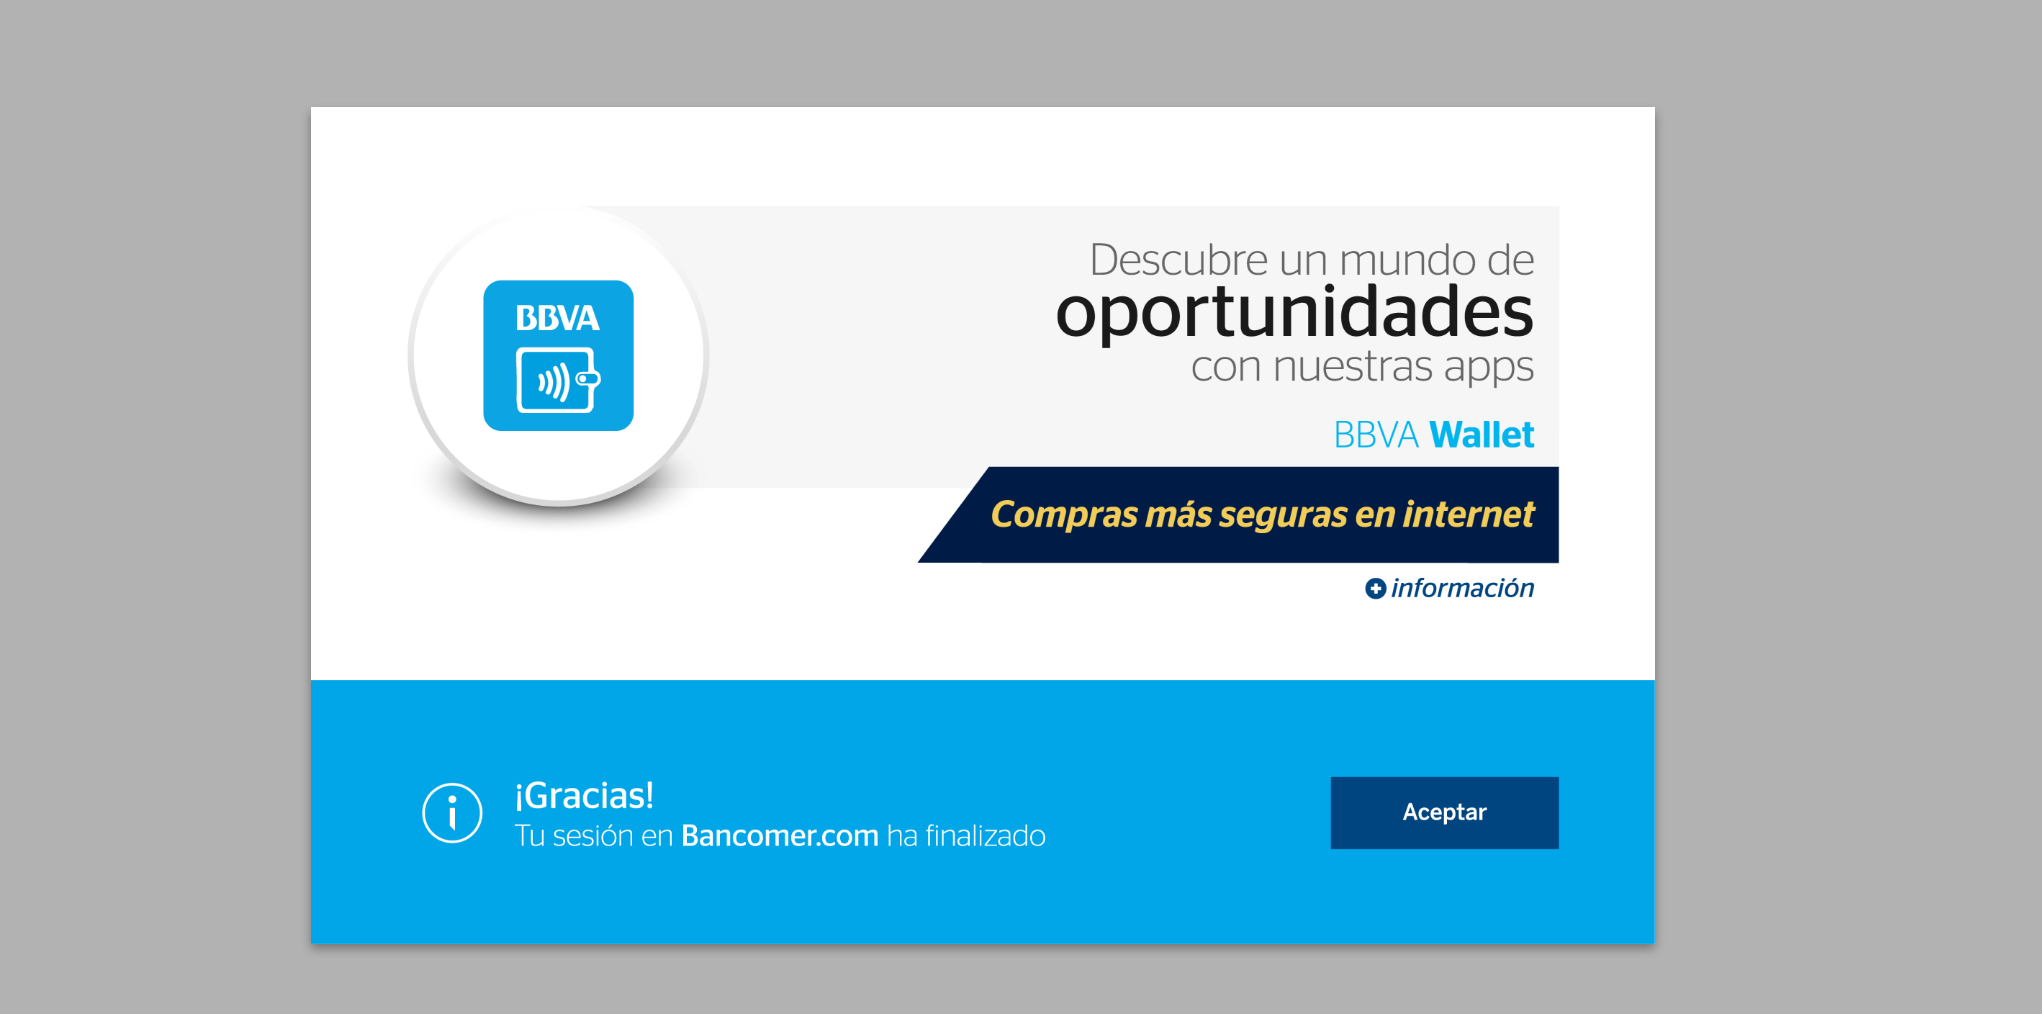 BBVA
Descubre un mundo de
oportunidades
con nuestras apps
BBVA Wallet
Compras más seguras en internet
información
¡Gracias!
Tu sesión en Bancomer.com ha finalizado
Aceptar